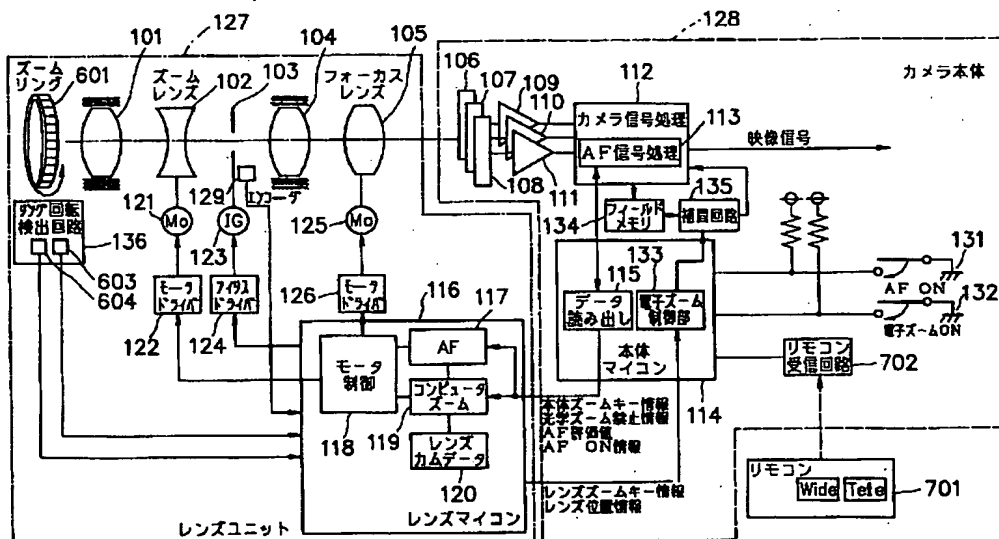 127
128
101
104
105
ズーム
リング
601
ズーム
レンズ
102
103
フォーカス
レンズ
106
107
109
110
112
カメラ本体
カメラ信号処理
113
AF信号処理
映像信号
108
111
129
エンコーダ
121
Mo
IG
123
125
Mo
134
フィールド
メモリ
135
補間回路
リング回転
検出回路
136
603
604
モータ
ドライバ
122
アイリス
ドライバ
124
126
モータ
ドライバ
116
117
115
133
データ
読み出し
電子ズーム
制御部
本体
マイコン
114
131
AF ON
132
電子ズームON
リモコン
受信回路
702
モータ
制御
118
AF
コンピュータ
ズーム
119
レンズ
カムデータ
120
本体ズームキー情報
光学ズーム禁止情報
AF評価値
AF ON情報
レンズズームキー情報
レンズ位置情報
リモコン
Wide
Tele
701
レンズユニット
レンズマイコン